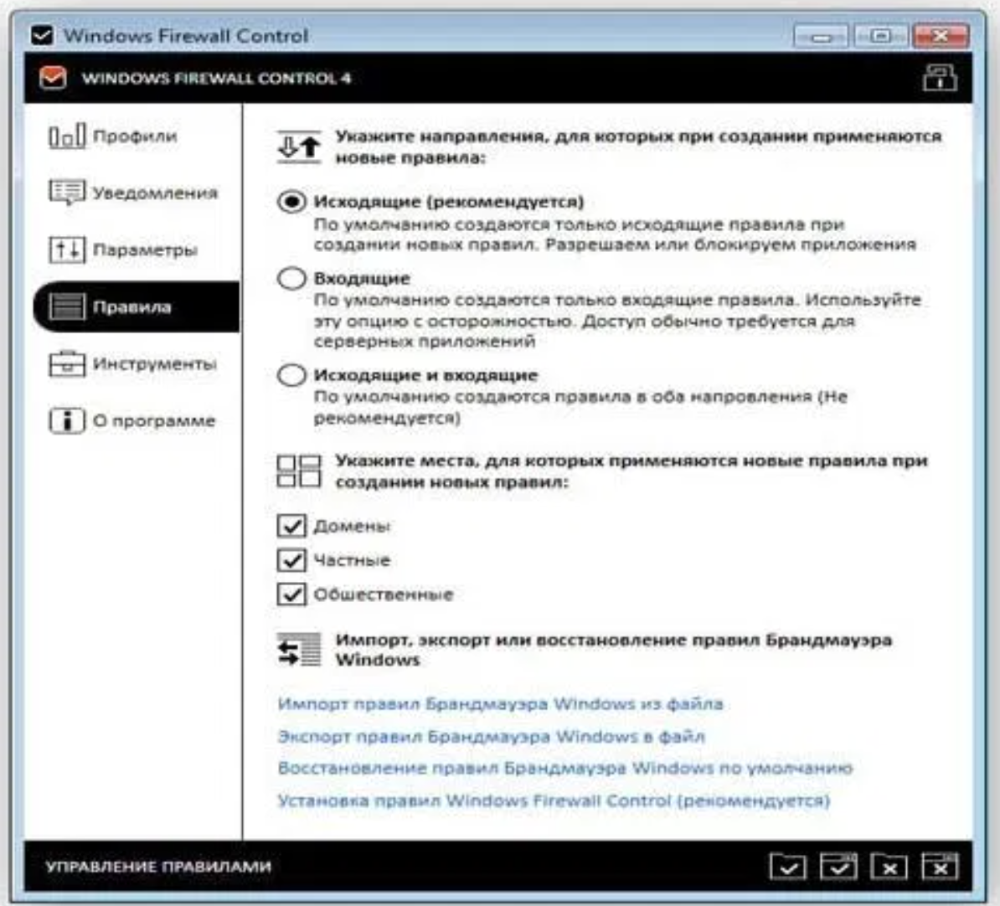 Windows Firewall Control
WINDOWS FIREWALL CONTROL 4
Профили
Уведомления
Параметры
Правила
Инструменты
О программе
Укажите направления, для которых при создании применяются
новые правила:
Исходящие (рекомендуется)
По умолчанию создаются только исходящие правила при
создании новых правил. Разрешаем или блокируем приложения
Входящие
По умолчанию создаются только входящие правила. Используйте
эту опцию с осторожностью. Доступ обычно требуется для
серверных приложений
Исходящие и входящие
По умолчанию создаются правила в оба напровления (Не
рекомендуется)
Укажите места, для которых применяются новые правила при
создании новых правил:
Домены
Частные
Обшественные
Импорт, экспорт или восстановление правил Брандмауэра
Windows
Импорт правил Брандмауэра Windows из файла
Экспорт правил Брандмауэра Windows в файл
Восстановление правил Брандмауэра Windows по умолчанию
Установка правил Windows Firewall Control (рекомендуется)
УПРАВЛЕНИЕ ПРАВИЛАМИ